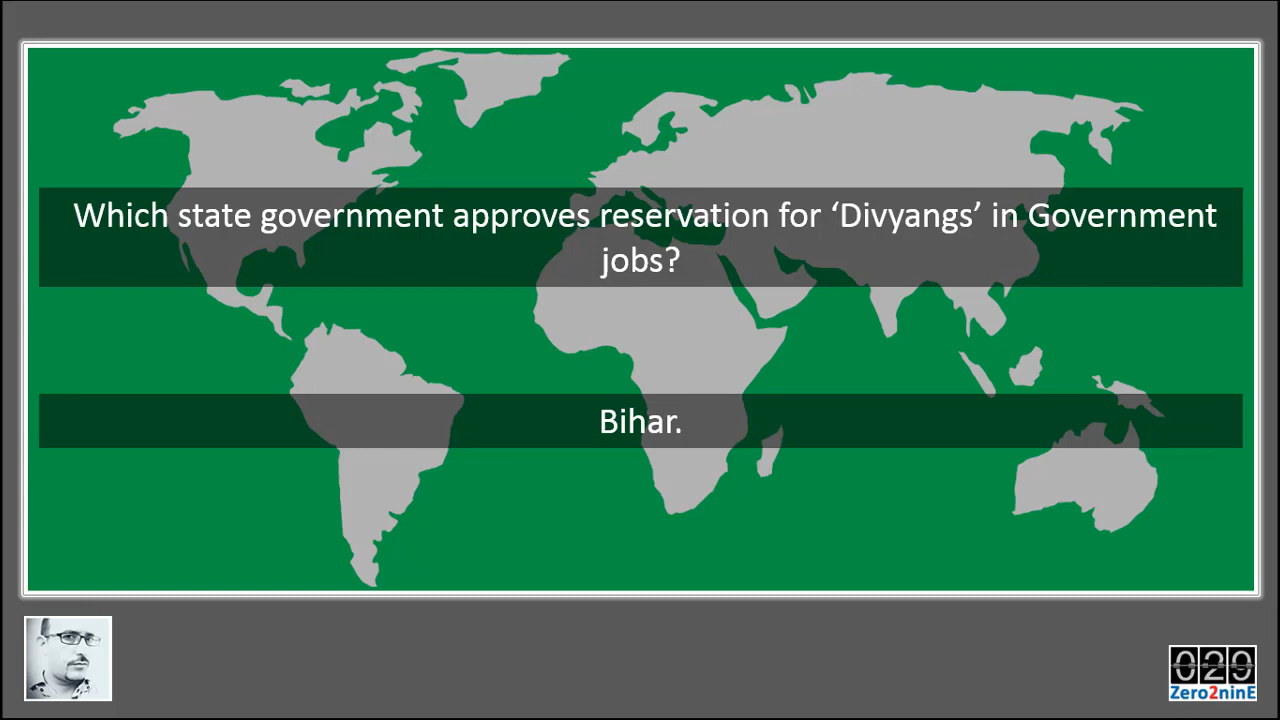 Which state government approves reservation for ‘Divyangs’ in Government
jobs?
Bihar.
029
Zero2ninE